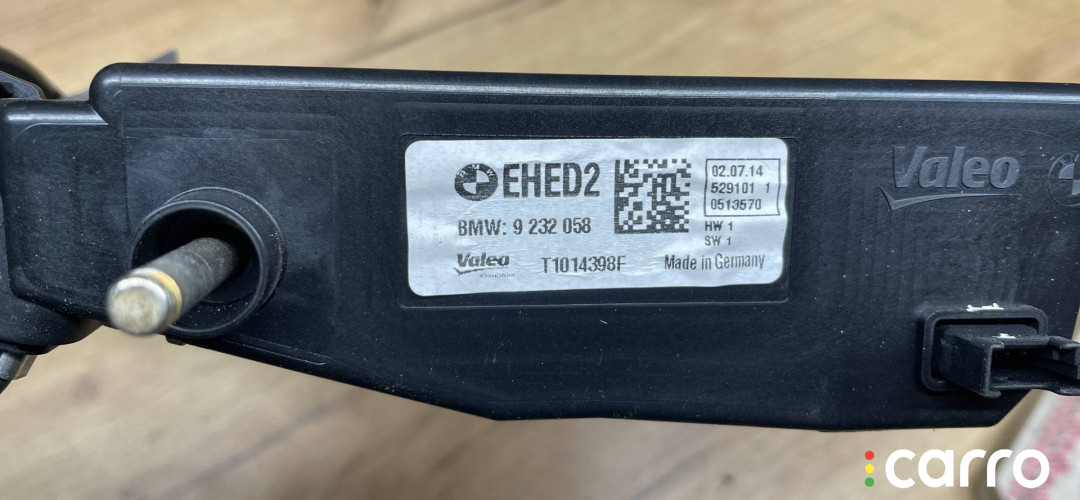 EHED2
BMW: 9 232 058
Valeo
T1014398F
02.07.14
529101 1
0513570
HW 1
SW 1
Made in Germany
Valeo
carro